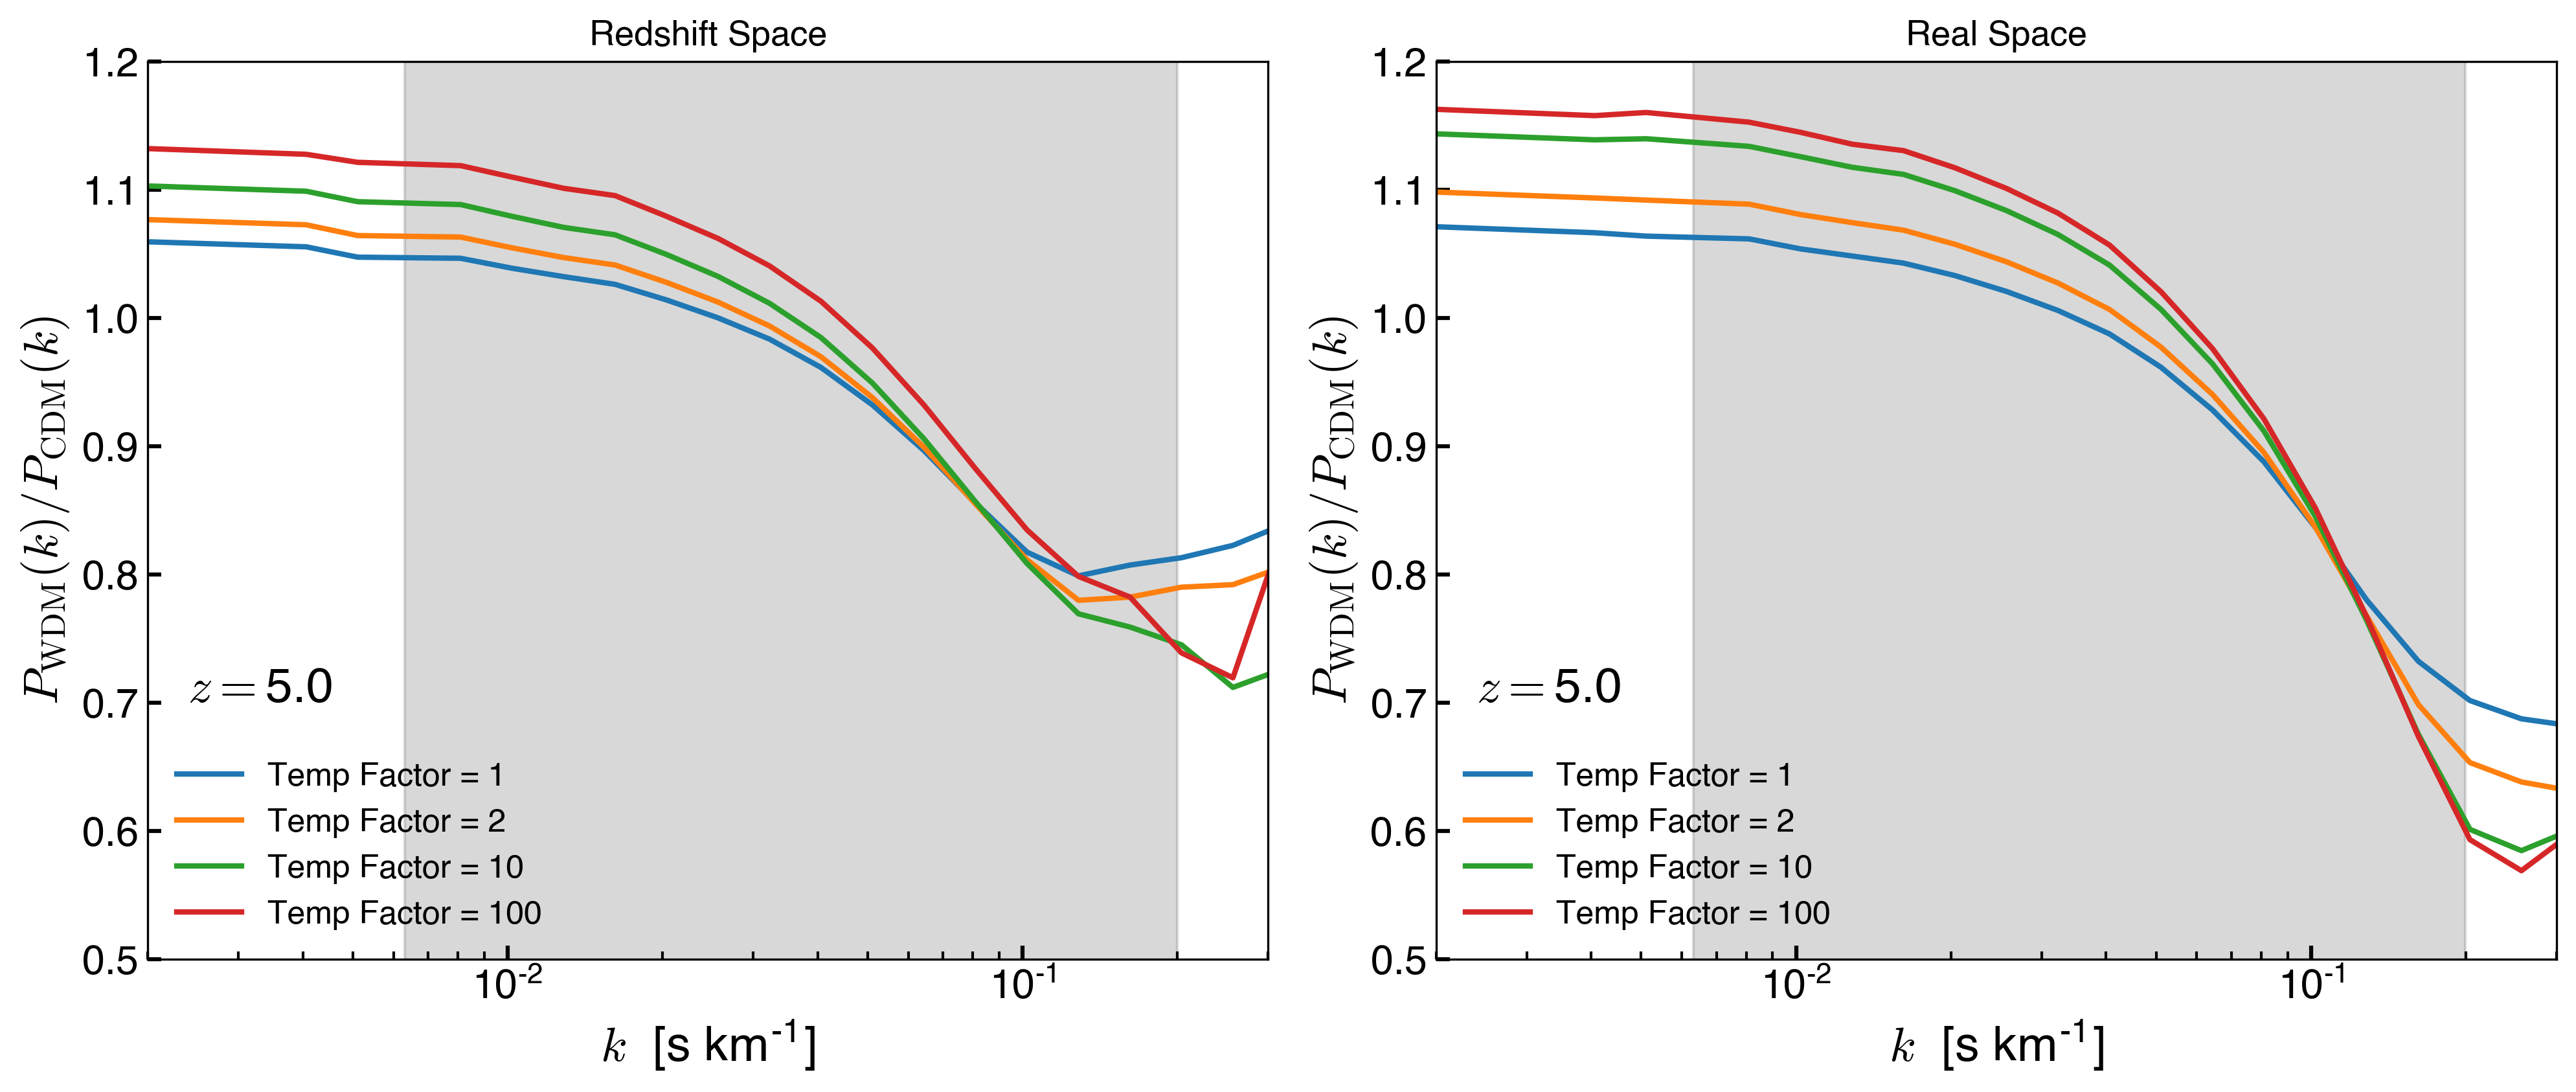 Redshift Space
1.2
1.1
1.0
0.9
0.8
0.7
0.6
0.5
P_WDM(k)/P_CDM(k)
z = 5.0
Temp Factor = 1
Temp Factor = 2
Temp Factor = 10
Temp Factor = 100
10^-2
10^-1
k [s km^-1]
Real Space
1.2
1.1
1.0
0.9
0.8
0.7
0.6
0.5
P_WDM(k)/P_CDM(k)
z = 5.0
Temp Factor = 1
Temp Factor = 2
Temp Factor = 10
Temp Factor = 100
10^-2
10^-1
k [s km^-1]